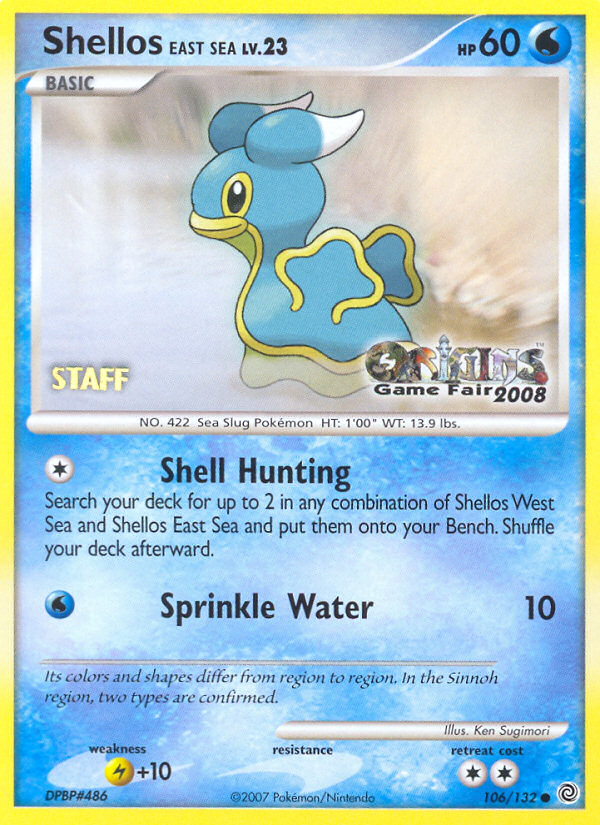 Shellos EAST SEA LV.23 HP 60
BASIC
STAFF
ORIGINS TM
Game Fair 2008
NO. 422 Sea Slug Pokémon HT: 1'00" WT: 13.9 lbs.
Shell Hunting
Search your deck for up to 2 in any combination of Shellos West
Sea and Shellos East Sea and put them onto your Bench. Shuffle
your deck afterward.
Sprinkle Water 10
Its colors and shapes differ from region to region. In the Sinnoh
region, two types are confirmed.
Illus. Ken Sugimori
weakness resistance retreat cost
+10
DPBP#486 ©2007 Pokémon/Nintendo 106/132